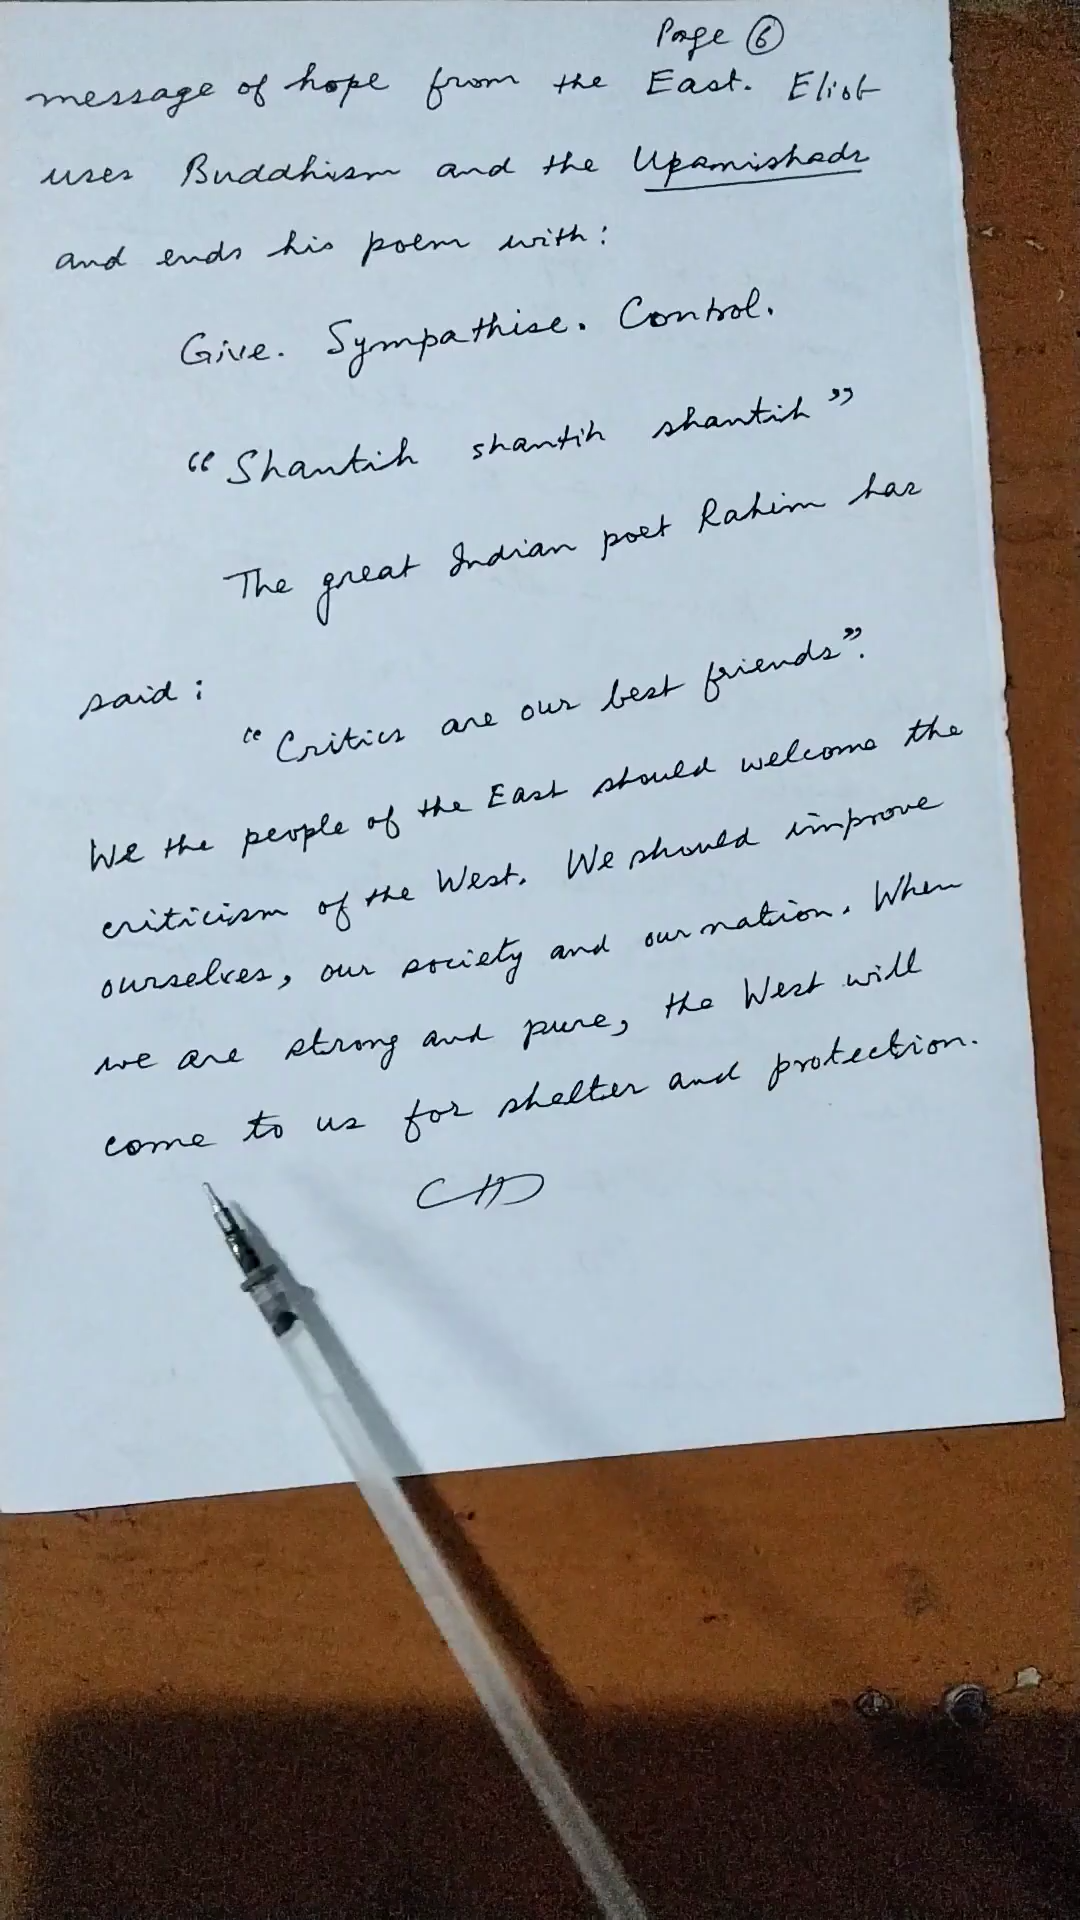 Page 6
message of hope from the East. Eliot
uses Buddhism and the Upanishads
and ends his poem with:
Give. Sympathise. Control.
"Shantih shantih shantih"
The great Indian poet Rahim has
said:
"Critics are our best friends".
We the people of the East should welcome the
criticism of the West. We should improve
ourselves, our society and our nation. When
we are strong and pure, the West will
come to us for shelter and protection.